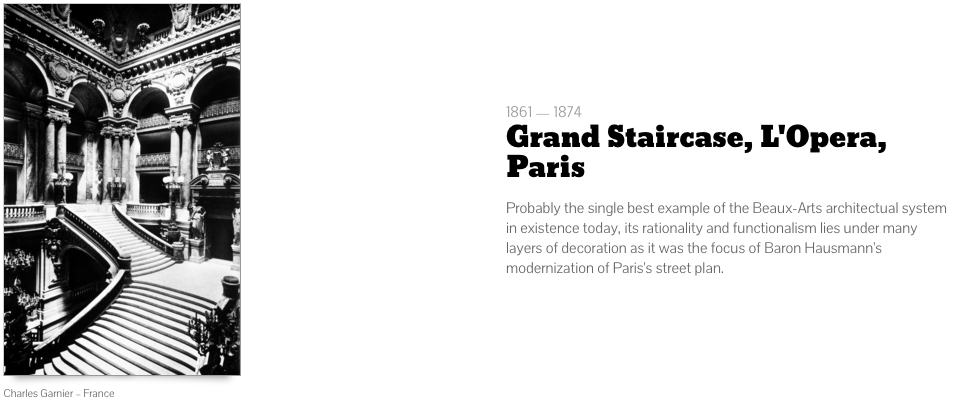 1861 — 1874
Grand Staircase, L'Opera,
Paris
Probably the single best example of the Beaux-Arts architectual system
in existence today, its rationality and functionalism lies under many
layers of decoration as it was the focus of Baron Hausmann's
modernization of Paris's street plan.
Charles Garnier – France